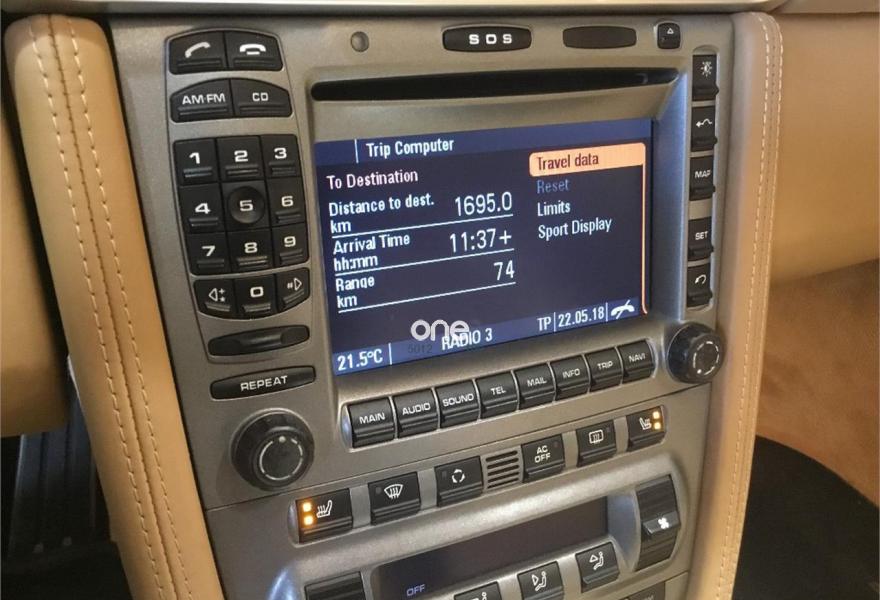 SOS
AM·FM CD
1 2 3
4 5 6
7 8 9
0
REPEAT
Trip Computer
To Destination
Distance to dest. 1695.0
km
Arrival Time 11:37+
hh:mm
Range 74
km
Travel data
Reset
Limits
Sport Display
one
5012
21.5°C RADIO 3 TP 22.05.18
MAP
SET
MAIN AUDIO SOUND TEL MAIL INFO TRIP NAVI
AC
OFF
OFF